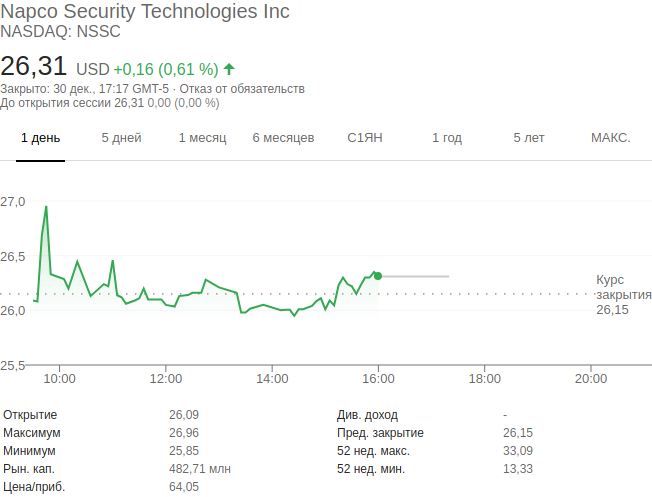 Napco Security Technologies Inc
NASDAQ: NSSC
26,31 USD +0,16 (0,61 %)
Закрыто: 30 дек., 17:17 GMT-5 · Отказ от обязательств
До открытия сессии 26,31 0,00 (0,00 %)
1 день 5 дней 1 месяц 6 месяцев С1ЯН 1 год 5 лет МАКС.
27,0
26,5
Курс
закрытия
26,15
26,0
25,5
10:00 12:00 14:00 16:00 18:00 20:00
Открытие 26,09 Див. доход -
Максимум 26,96 Пред. закрытие 26,15
Минимум 25,85 52 нед. макс. 33,09
Рын. кап. 482,71 млн 52 нед. мин. 13,33
Цена/приб. 64,05